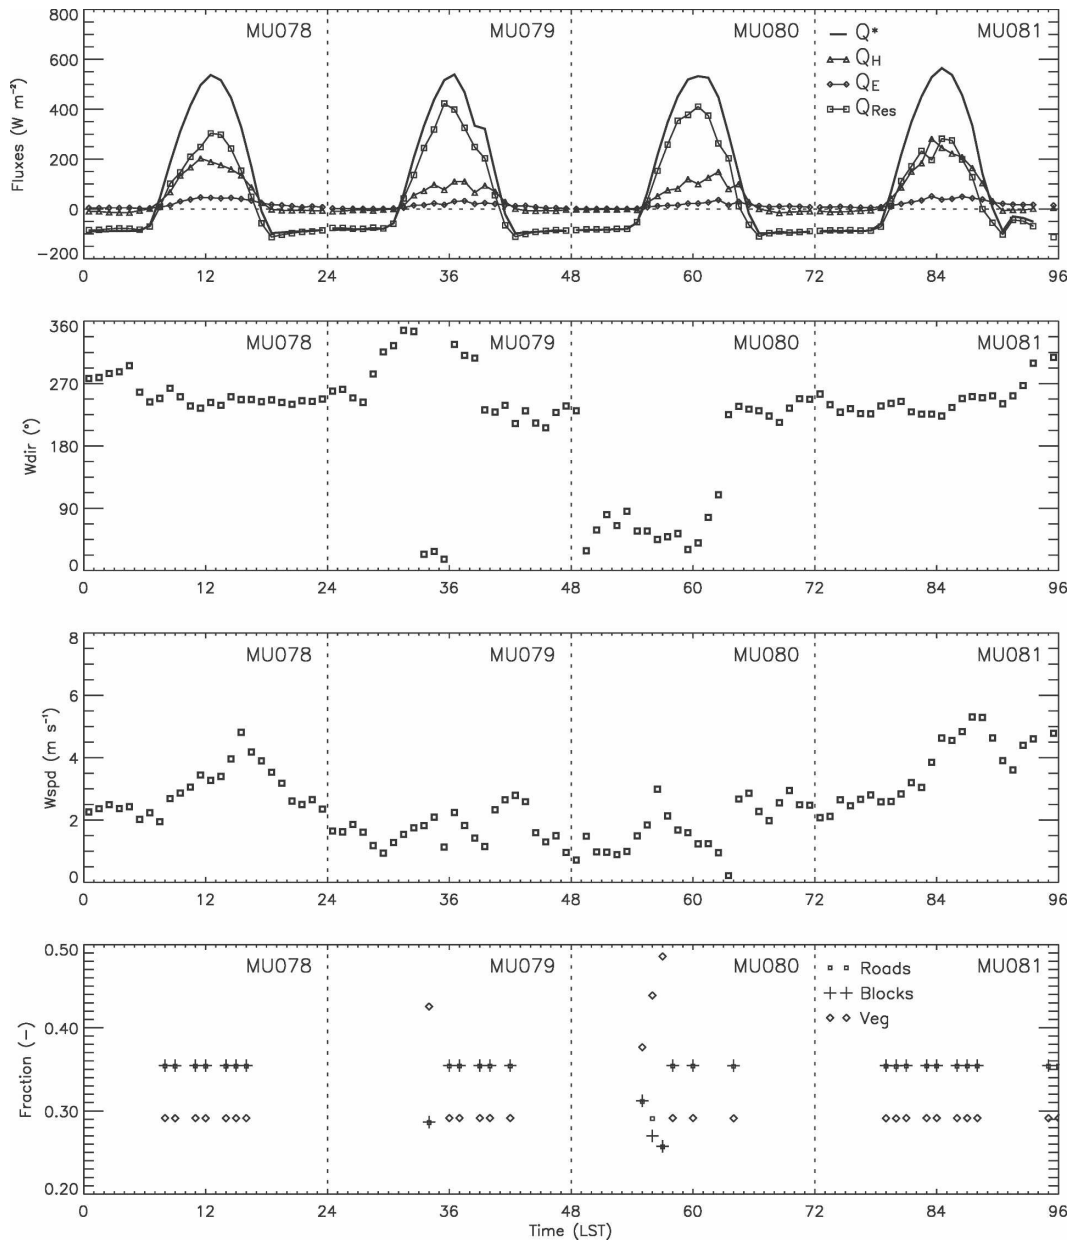 800
MU078 MU079 MU080 MU081
Q*
600
QH
QE
400
QRes
200
0
−200
Fluxes (W m⁻²)
0 12 24 36 48 60 72 84 96
360
MU078 MU079 MU080 MU081
270
180
90
0
Wdir (°)
0 12 24 36 48 60 72 84 96
8
MU078 MU079 MU080 MU081
6
4
2
0
Wspd (m s⁻¹)
0 12 24 36 48 60 72 84 96
0.50
MU078 MU079 MU080 MU081
Roads
Blocks
Veg
0.40
0.30
0.20
Fraction (−)
0 12 24 36 48 60 72 84 96
Time (LST)